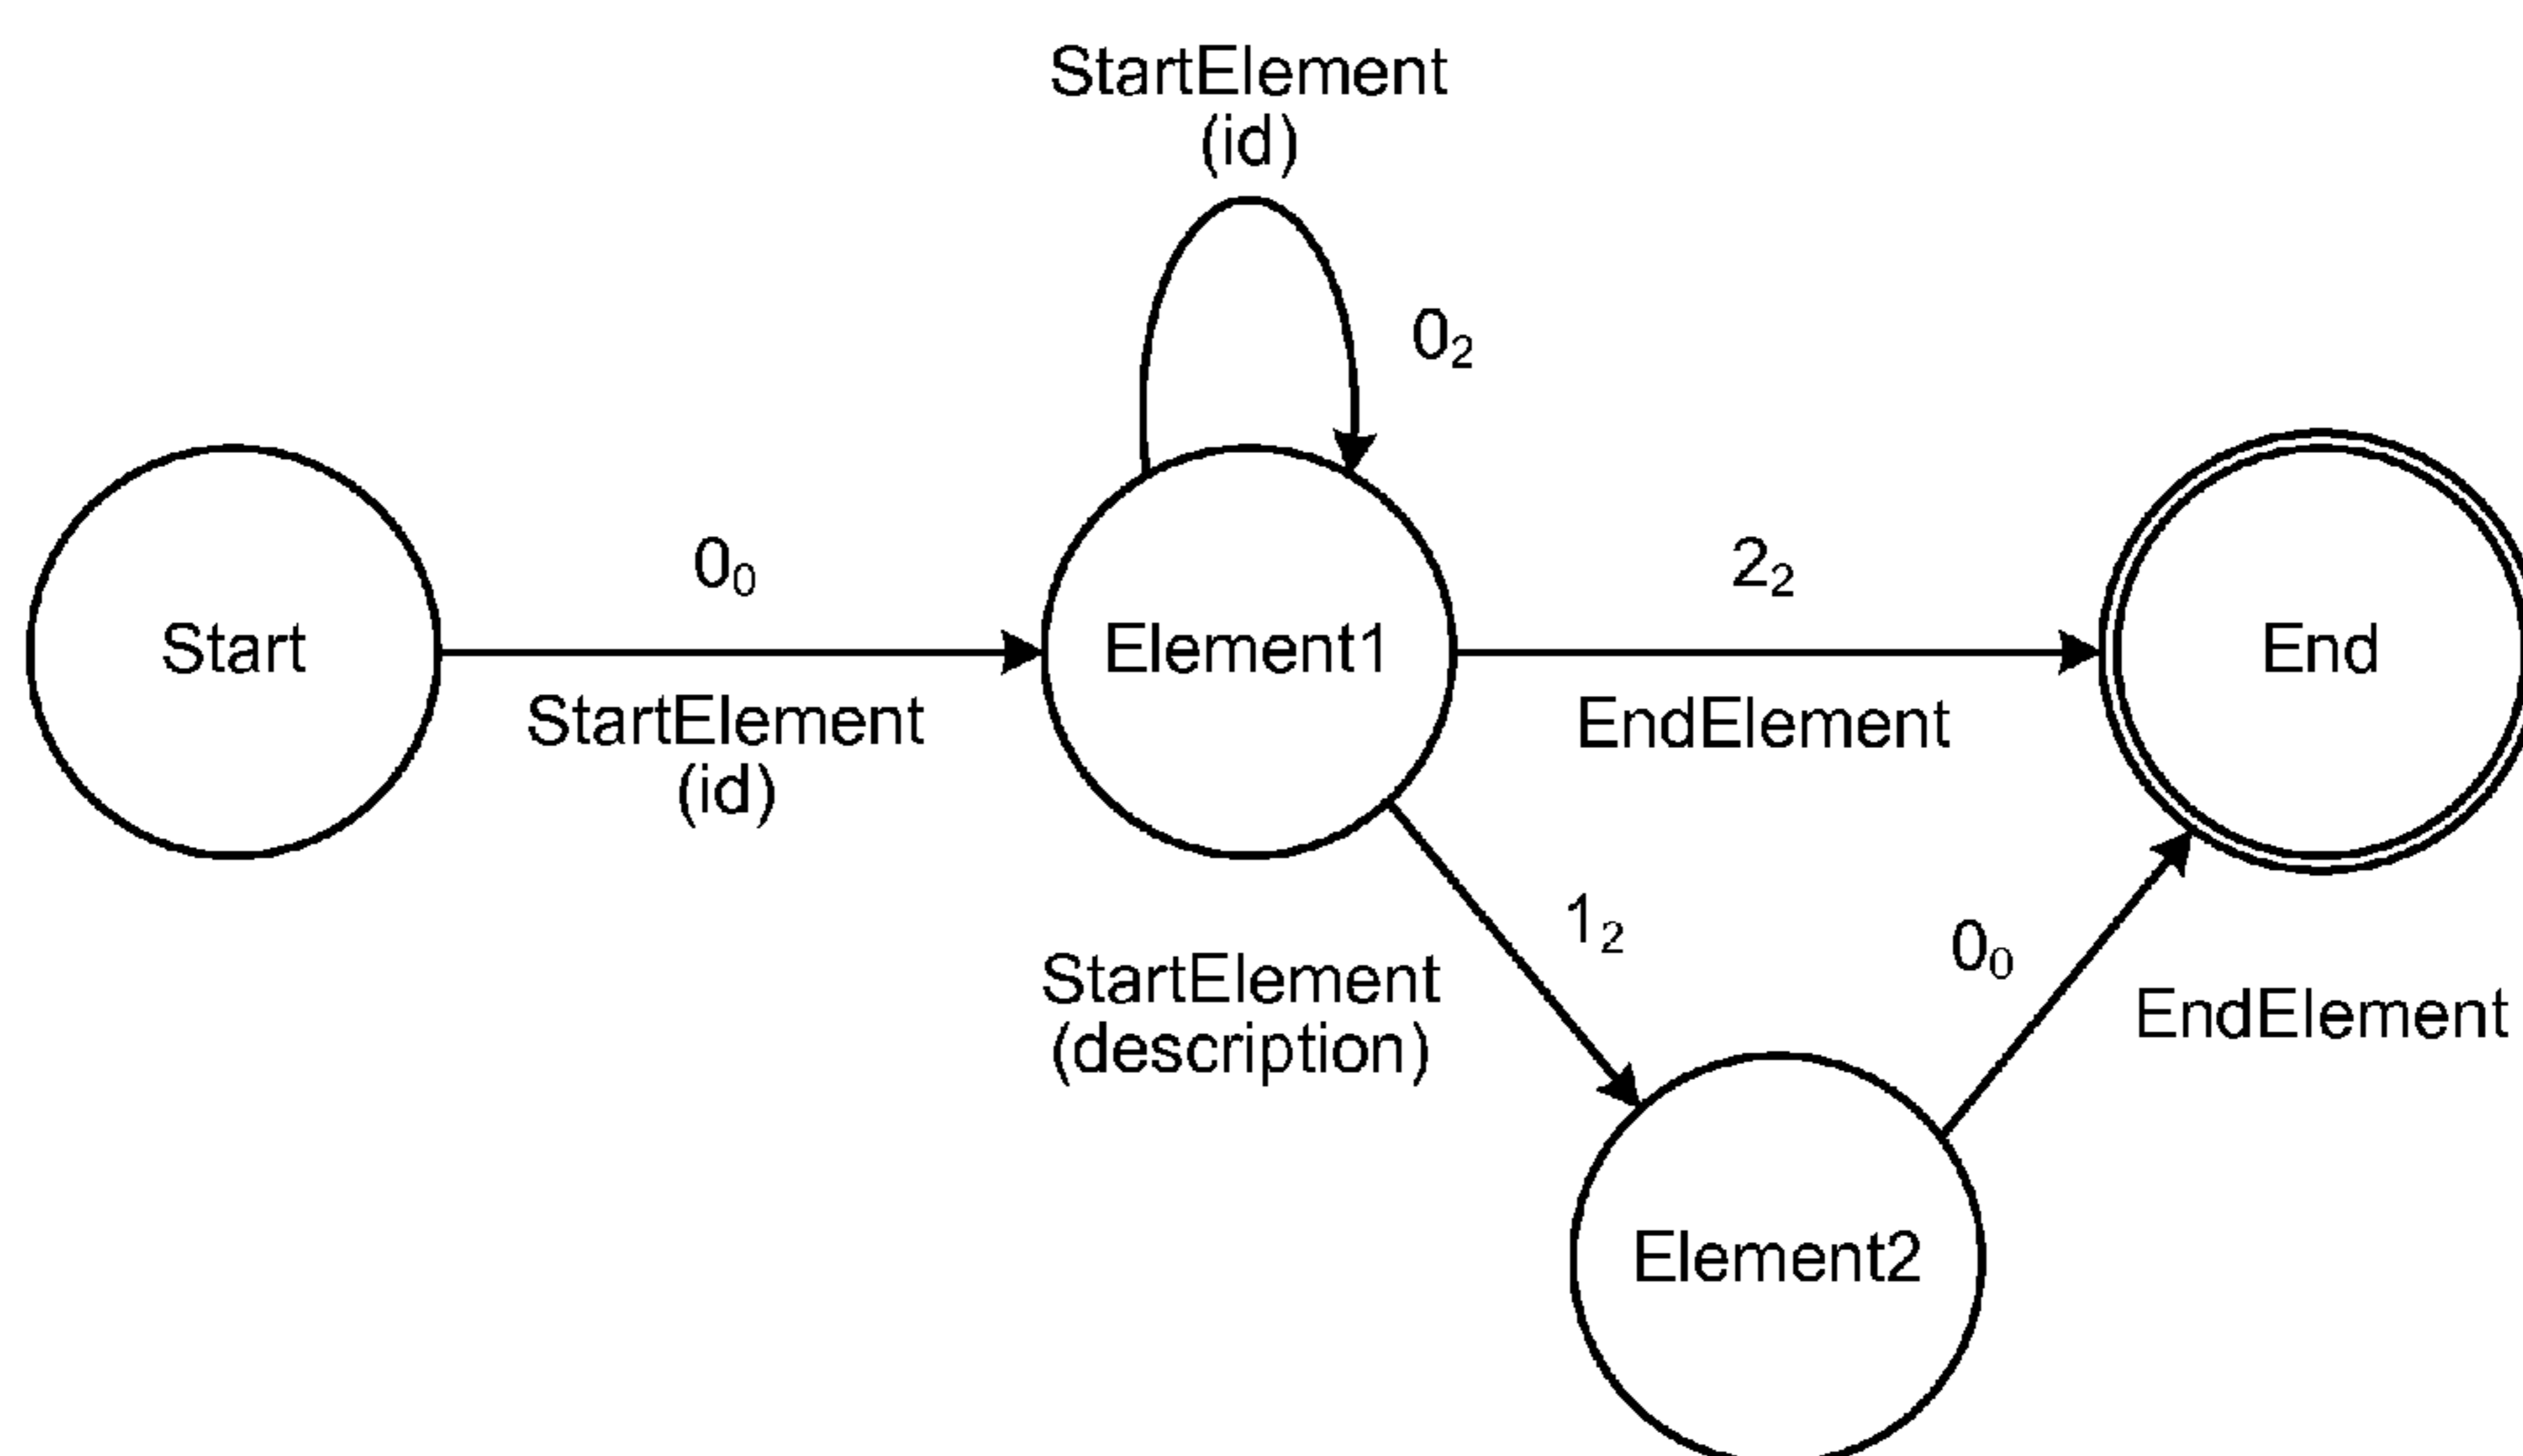 StartElement
(id)
0₂
0₀
2₂
Start
Element1
End
StartElement
(id)
EndElement
1₂
0₀
StartElement
(description)
EndElement
Element2